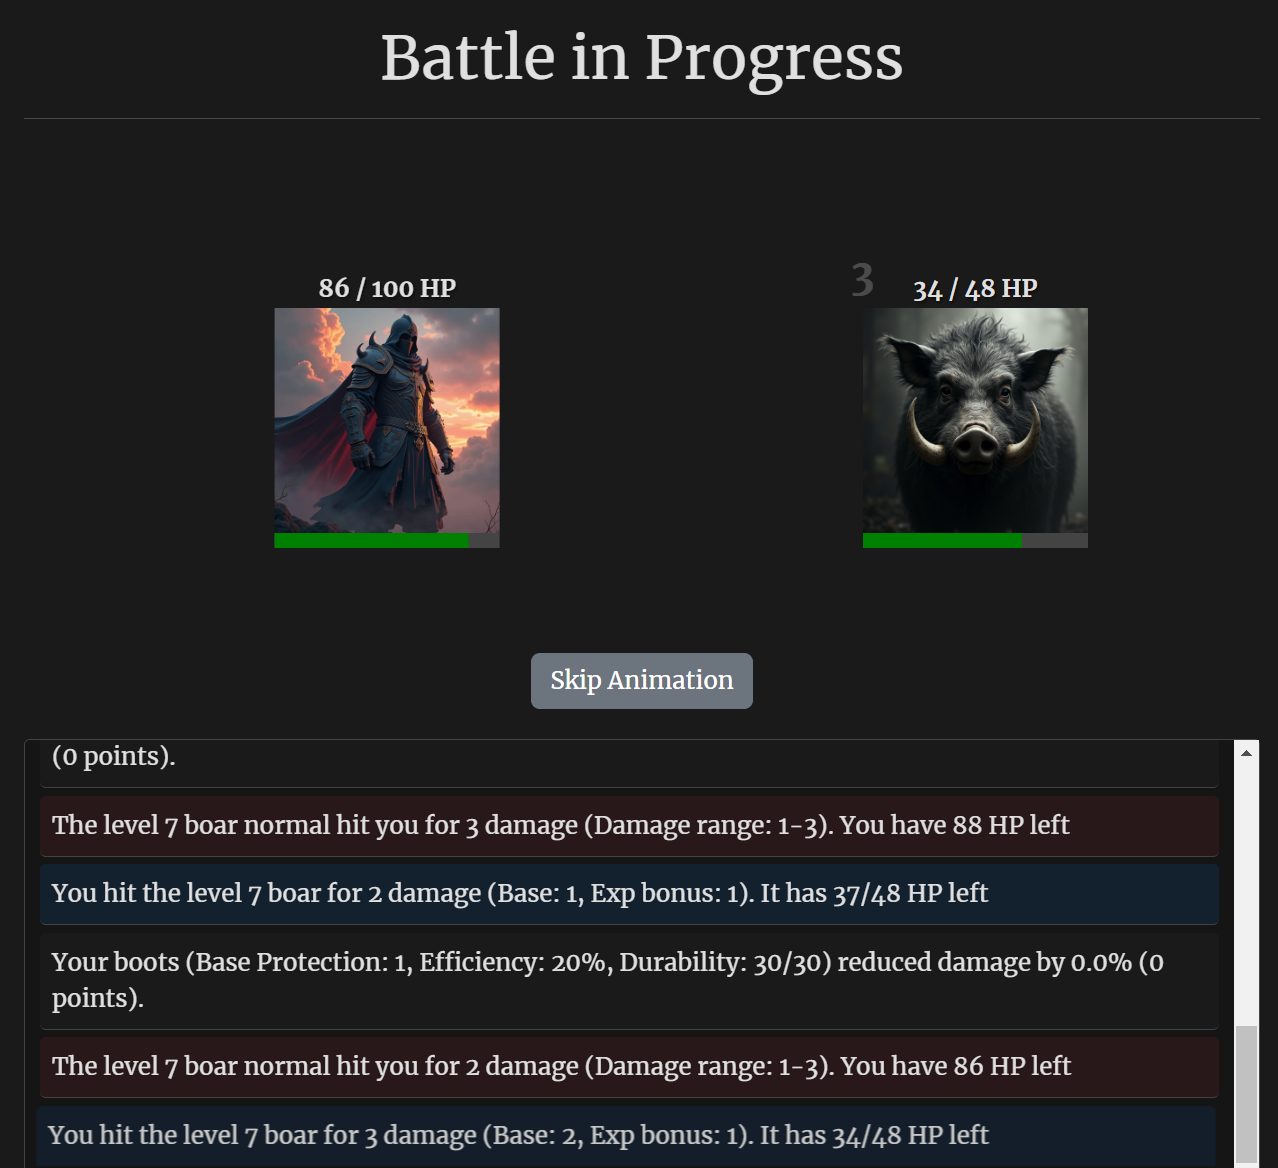 Battle in Progress
86 / 100 HP
3
34 / 48 HP
Skip Animation
(0 points).
The level 7 boar normal hit you for 3 damage (Damage range: 1-3). You have 88 HP left
You hit the level 7 boar for 2 damage (Base: 1, Exp bonus: 1). It has 37/48 HP left
Your boots (Base Protection: 1, Efficiency: 20%, Durability: 30/30) reduced damage by 0.0% (0
points).
The level 7 boar normal hit you for 2 damage (Damage range: 1-3). You have 86 HP left
You hit the level 7 boar for 3 damage (Base: 2, Exp bonus: 1). It has 34/48 HP left